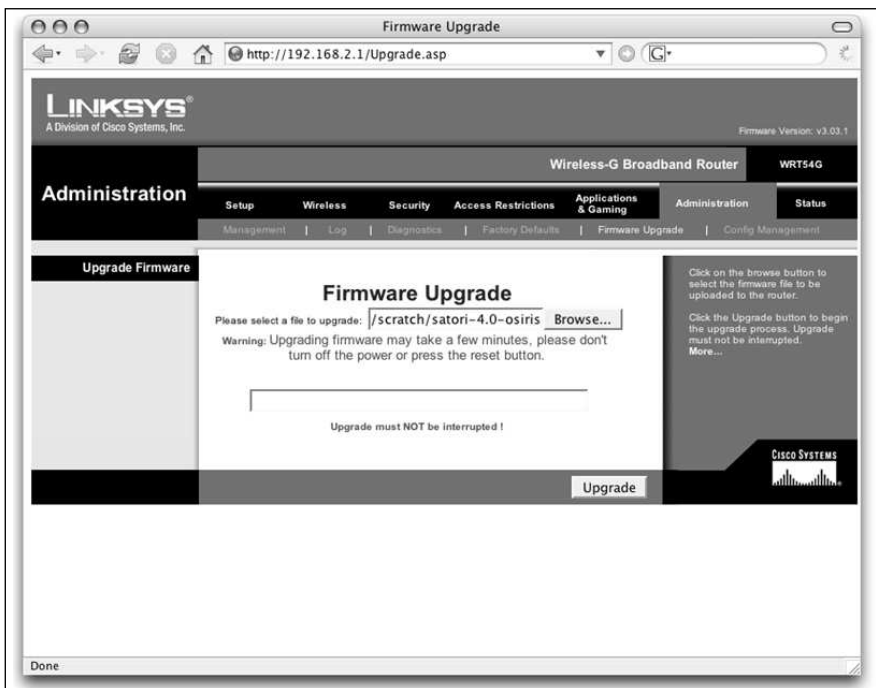 Firmware Upgrade
http://192.168.2.1/Upgrade.asp
G
LINKSYS®
A Division of Cisco Systems, Inc.
Firmware Version: v3.03.1
Wireless-G Broadband Router WRT54G
Administration
Setup Wireless Security Access Restrictions Applications & Gaming Administration Status
Management | Log | Diagnostics | Factory Defaults | Firmware Upgrade | Config Management
Upgrade Firmware
Firmware Upgrade
Please select a file to upgrade: /scratch/satori-4.0-osiris Browse...
Warning: Upgrading firmware may take a few minutes, please don't
turn off the power or press the reset button.
Upgrade must NOT be interrupted !
Click on the browse button to
select the firmware file to be
uploaded to the router.
Click the Upgrade button to begin
the upgrade process. Upgrade
must not be interrupted.
More...
CISCO SYSTEMS
Upgrade
Done